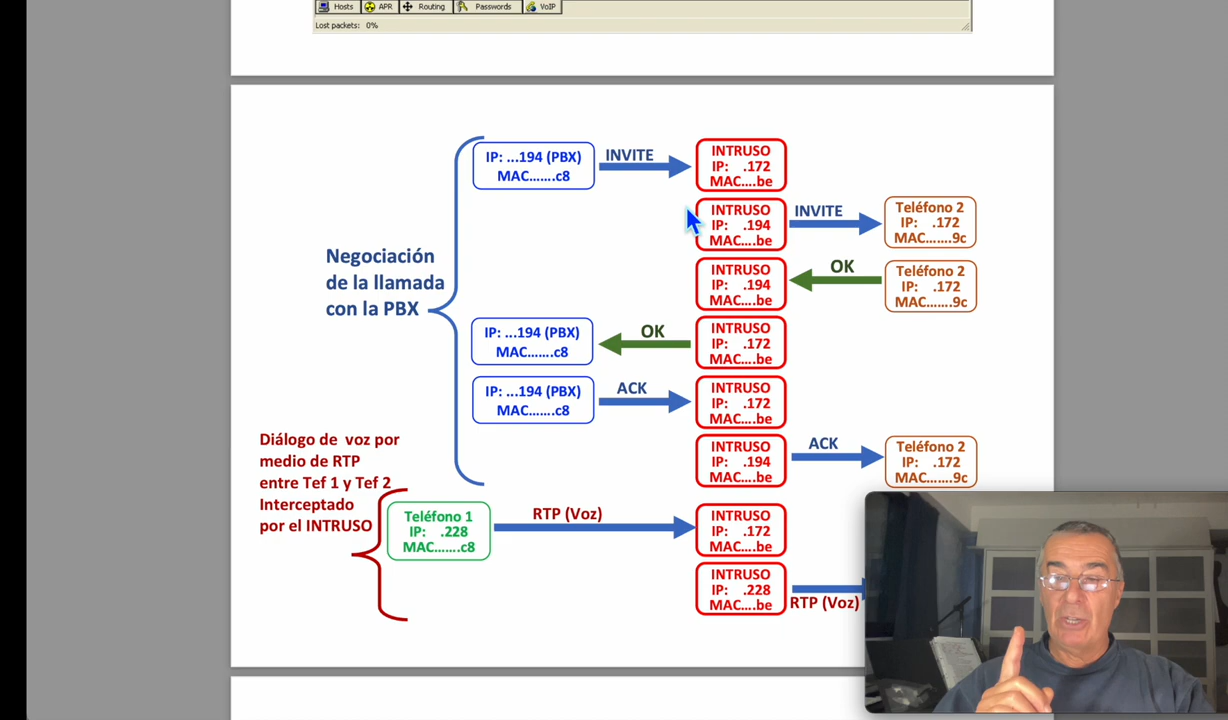 Hosts APR Routing Passwords VoIP
Lost packets: 0%
IP: ...194 (PBX)
MAC.......c8
INVITE
INTRUSO
IP: .172
MAC....be
INTRUSO
IP: .194
MAC....be
INVITE
Teléfono 2
IP: .172
MAC.......9c
Negociación
de la llamada
con la PBX
INTRUSO
IP: .194
MAC....be
OK
Teléfono 2
IP: .172
MAC.......9c
IP: ...194 (PBX)
MAC.......c8
OK
INTRUSO
IP: .172
MAC....be
IP: ...194 (PBX)
MAC.......c8
ACK
INTRUSO
IP: .172
MAC....be
INTRUSO
IP: .194
MAC....be
ACK
Teléfono 2
IP: .172
MAC.......9c
Diálogo de voz por
medio de RTP
entre Tef 1 y Tef 2
Interceptado
por el INTRUSO
Teléfono 1
IP: .228
MAC.......c8
RTP (Voz)
INTRUSO
IP: .172
MAC....be
INTRUSO
IP: .228
MAC....be
RTP (Voz)